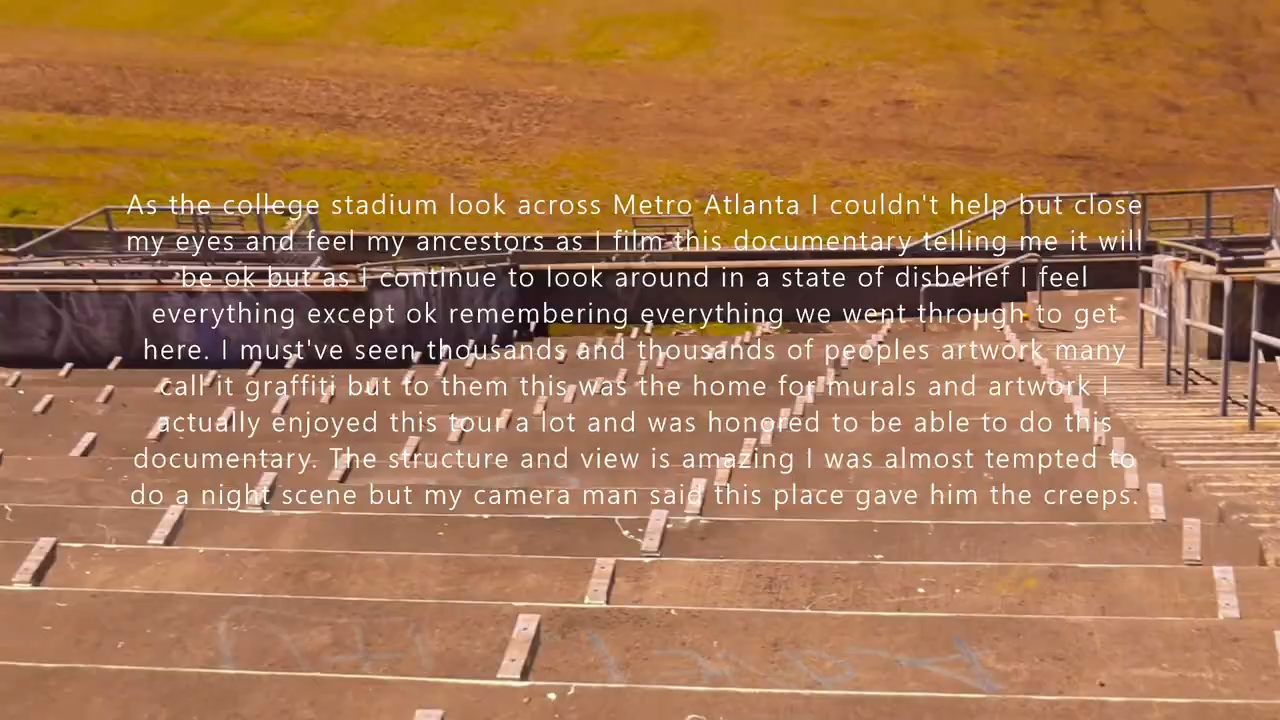 As the college stadium look across Metro Atlanta I couldn't help but close
my eyes and feel my ancestors as I film this documentary telling me it will
be ok but as I continue to look around in a state of disbelief I feel
everything except ok remembering everything we went through to get
here. I must've seen thousands and thousands of peoples artwork many
call it graffiti but to them this was the home for murals and artwork I
actually enjoyed this tour a lot and was honored to be able to do this
documentary. The structure and view is amazing I was almost tempted to
do a night scene but my camera man said this place gave him the creeps.